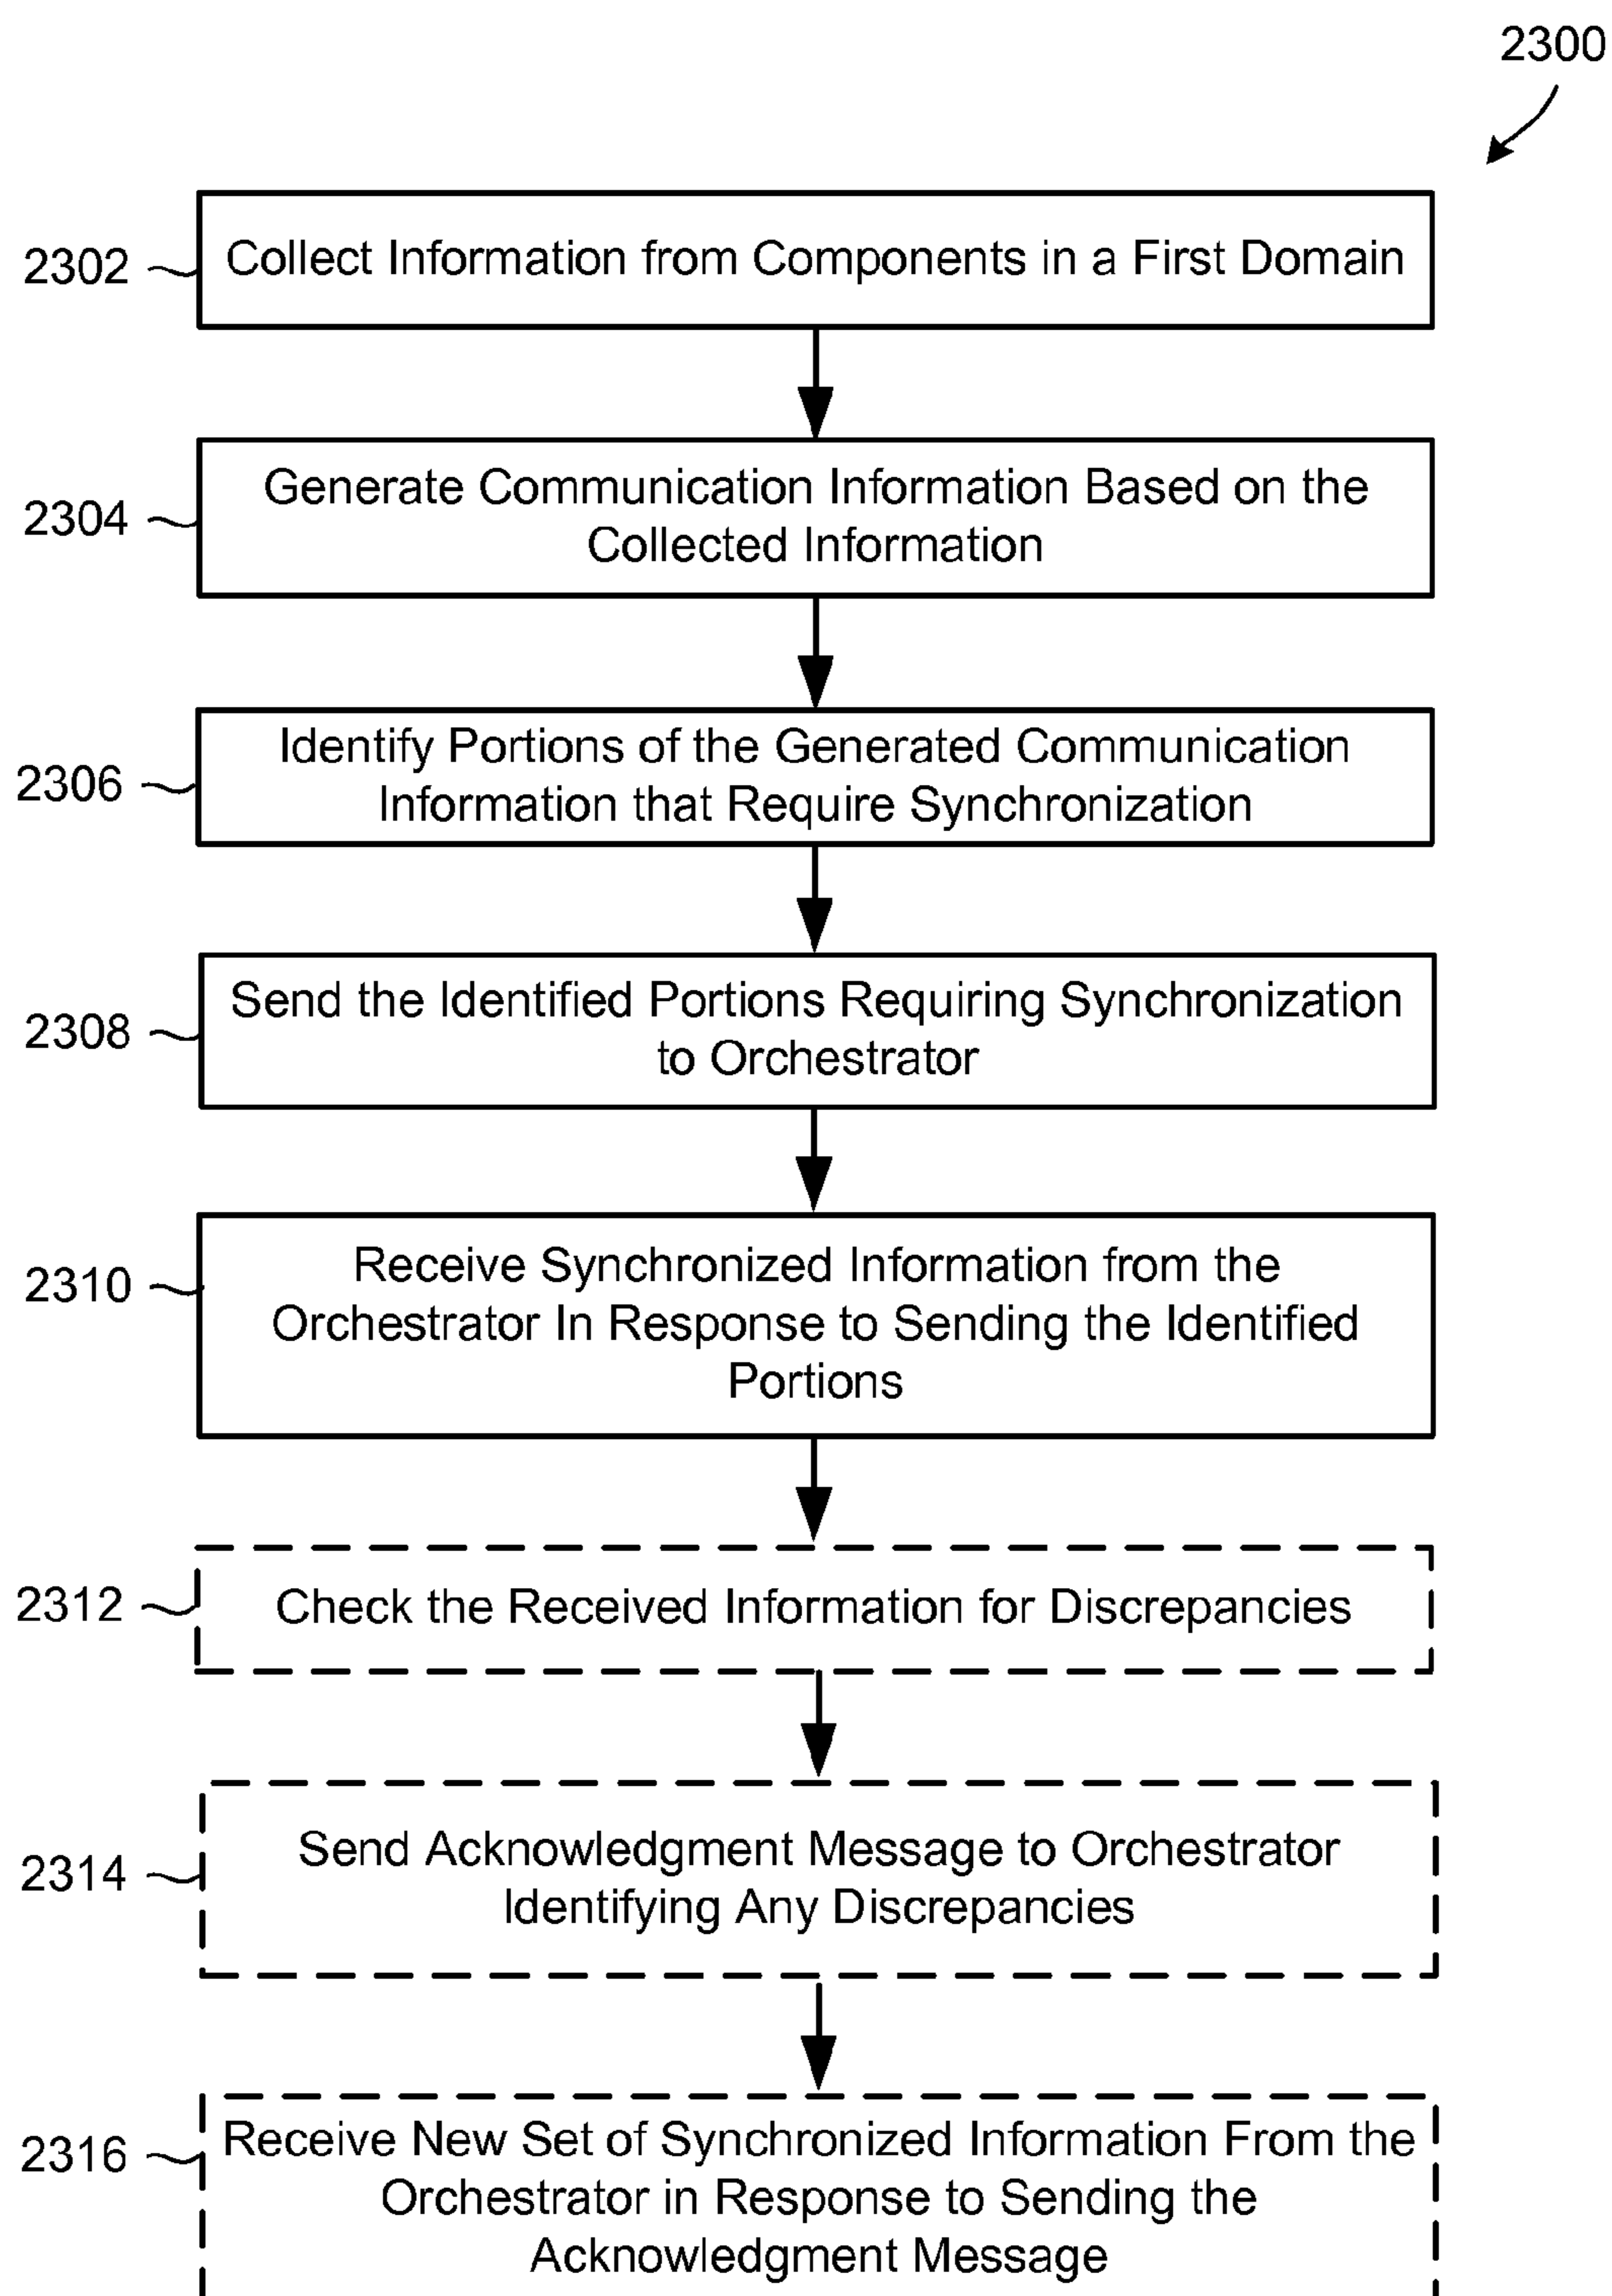 2300
2302
Collect Information from Components in a First Domain
2304
Generate Communication Information Based on the
Collected Information
2306
Identify Portions of the Generated Communication
Information that Require Synchronization
2308
Send the Identified Portions Requiring Synchronization
to Orchestrator
2310
Receive Synchronized Information from the
Orchestrator In Response to Sending the Identified
Portions
2312
Check the Received Information for Discrepancies
2314
Send Acknowledgment Message to Orchestrator
Identifying Any Discrepancies
2316
Receive New Set of Synchronized Information From the
Orchestrator in Response to Sending the
Acknowledgment Message